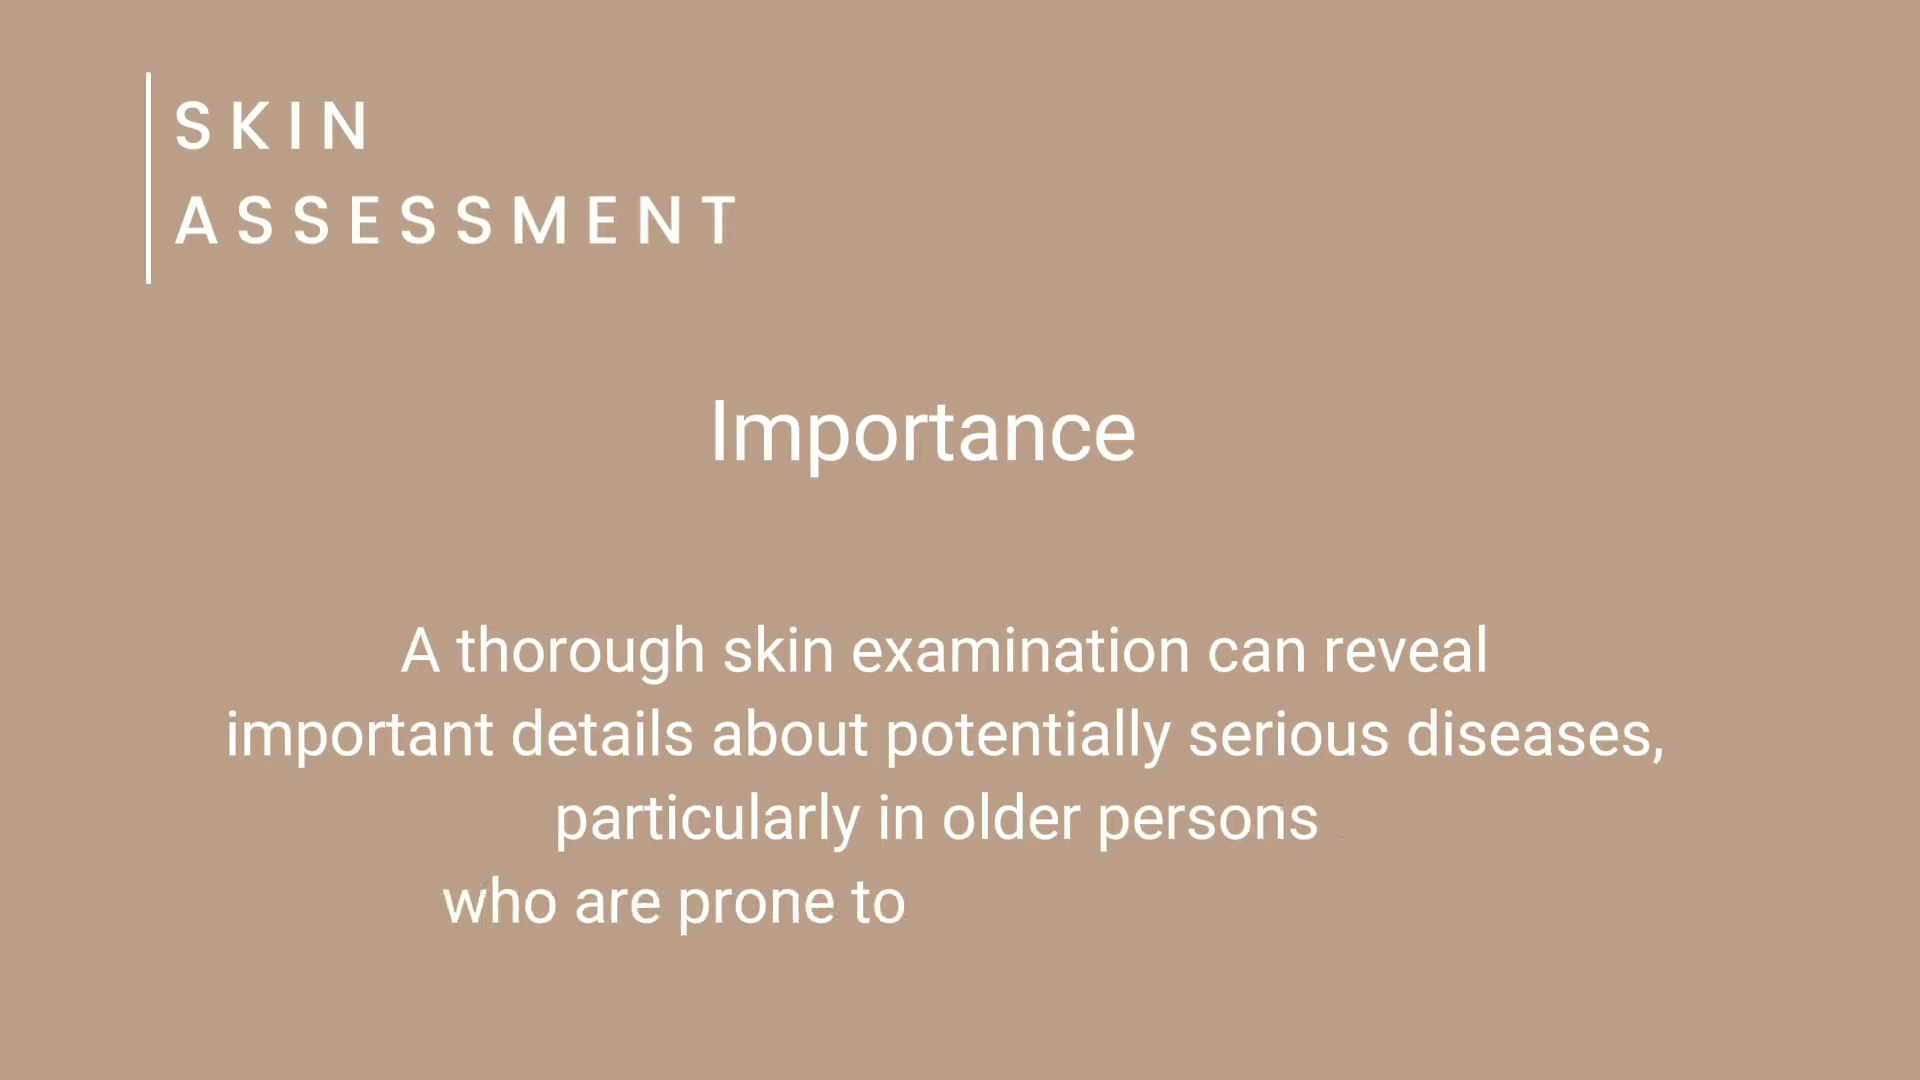 SKIN
ASSESSMENT
Importance
A thorough skin examination can reveal
important details about potentially serious diseases,
particularly in older persons
who are prone to